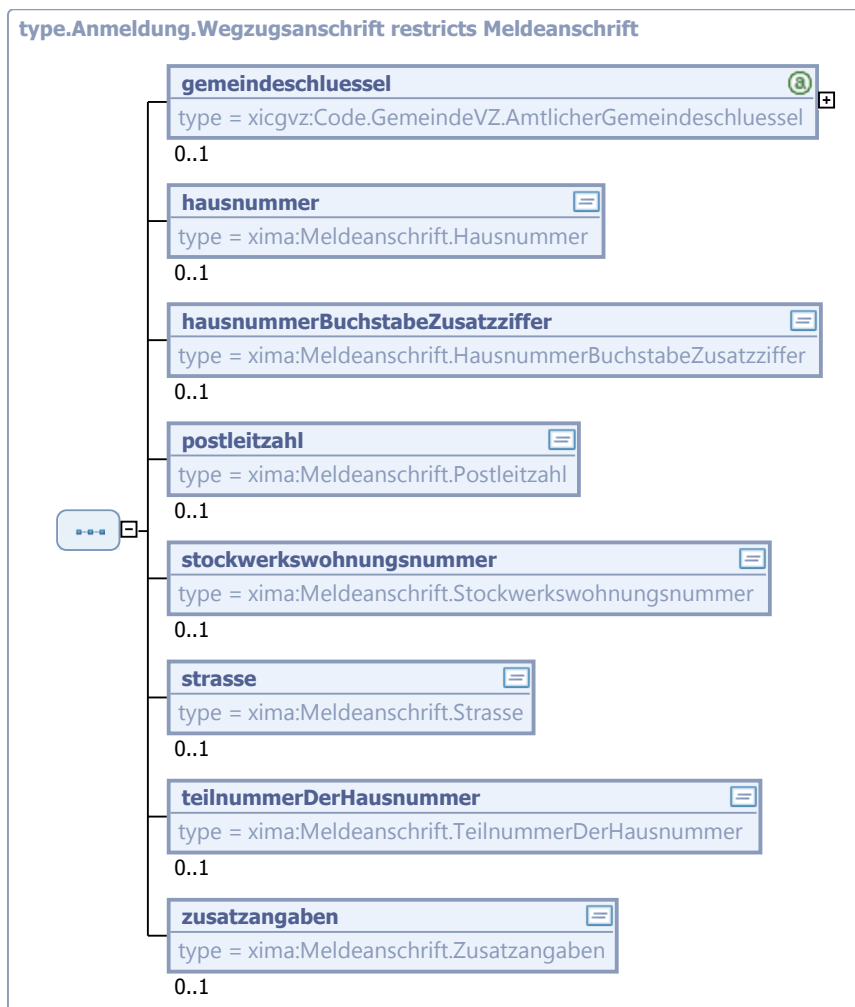 type.Anmeldung.Wegzugsanschrift restricts Meldeanschrift
gemeindeschluessel
type = xicgvz:Code.GemeindeVZ.AmtlicherGemeindeschluessel
0..1
hausnummer
type = xima:Meldeanschrift.Hausnummer
0..1
hausnummerBuchstabeZusatzziffer
type = xima:Meldeanschrift.HausnummerBuchstabeZusatzziffer
0..1
postleitzahl
type = xima:Meldeanschrift.Postleitzahl
0..1
stockwerkswohnungsnummer
type = xima:Meldeanschrift.Stockwerkswohnungsnummer
0..1
strasse
type = xima:Meldeanschrift.Strasse
0..1
teilnummerDerHausnummer
type = xima:Meldeanschrift.TeilnummerDerHausnummer
0..1
zusatzangaben
type = xima:Meldeanschrift.Zusatzangaben
0..1